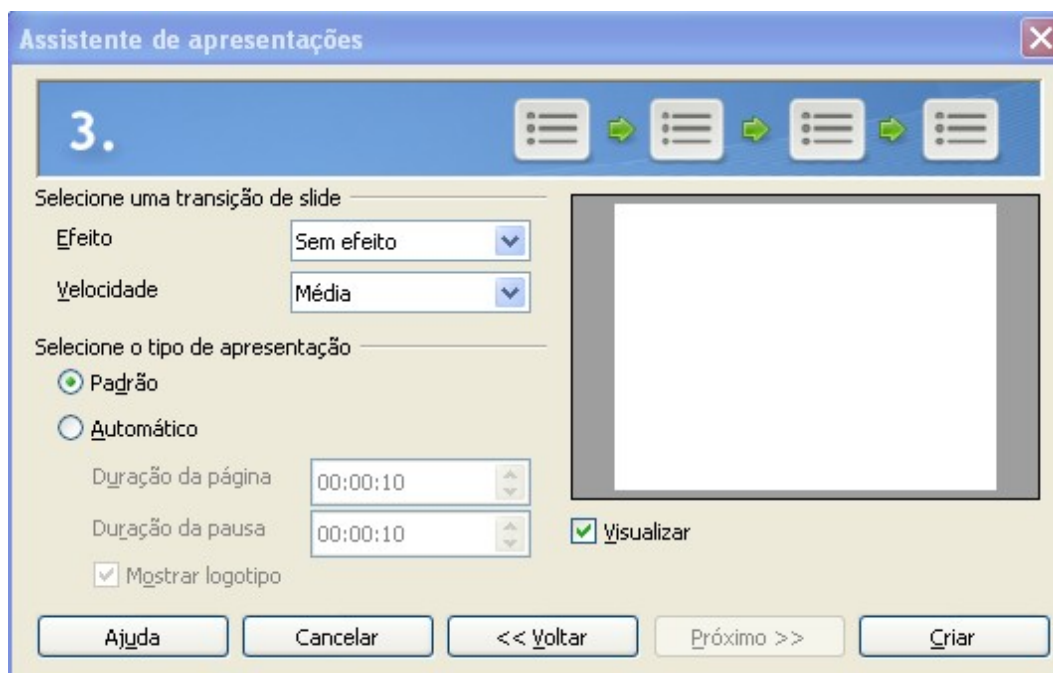 Assistente de apresentações
3.
Selecione uma transição de slide
Efeito Sem efeito
Velocidade Média
Selecione o tipo de apresentação
Padrão
Automático
Duração da página 00:00:10
Duração da pausa 00:00:10
Mostrar logotipo
Visualizar
Ajuda Cancelar << Voltar Próximo >> Criar